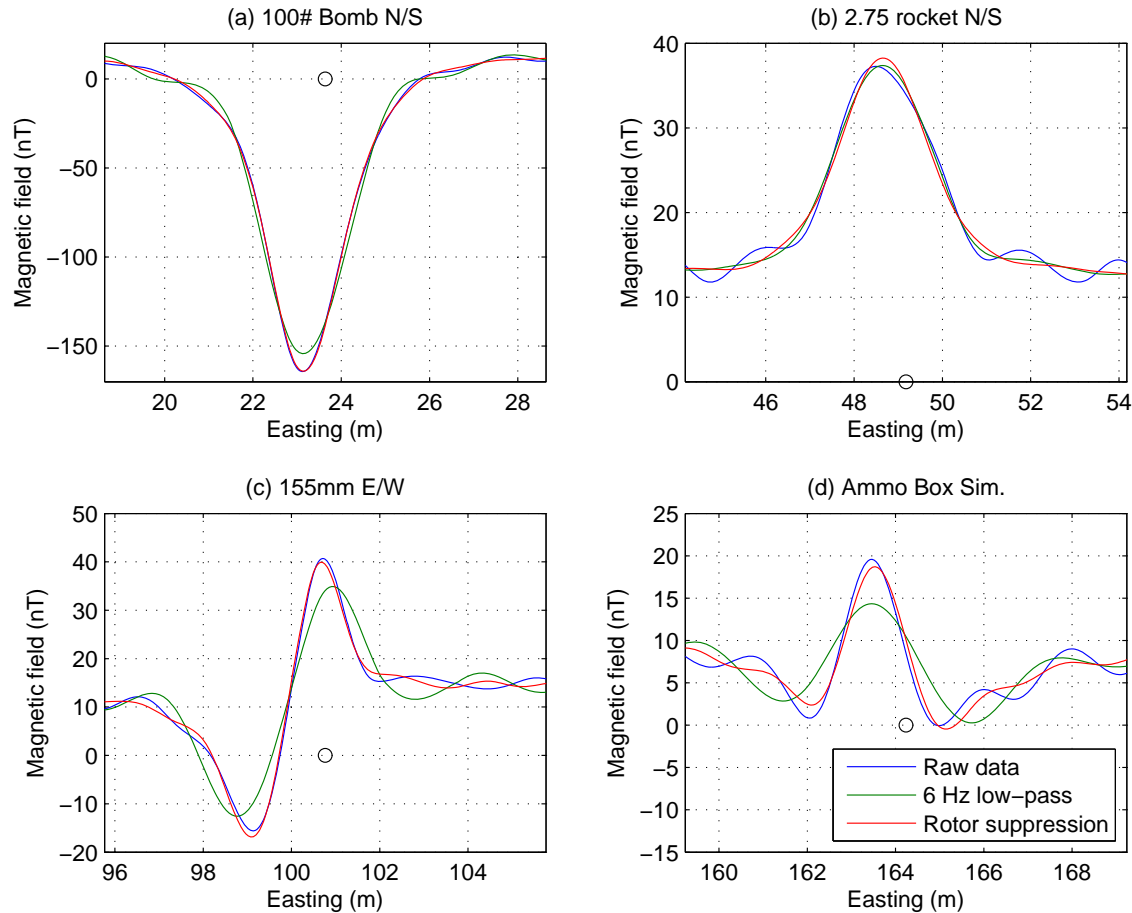 (a) 100# Bomb N/S
0
−50
−100
−150
Magnetic field (nT)
20 22 24 26 28
Easting (m)
(b) 2.75 rocket N/S
40
30
20
10
0
Magnetic field (nT)
46 48 50 52 54
Easting (m)
(c) 155mm E/W
50
40
30
20
10
0
−10
−20
Magnetic field (nT)
96 98 100 102 104
Easting (m)
(d) Ammo Box Sim.
25
20
15
10
5
0
−5
−10
−15
Magnetic field (nT)
160 162 164 166 168
Easting (m)
Raw data
6 Hz low−pass
Rotor suppression